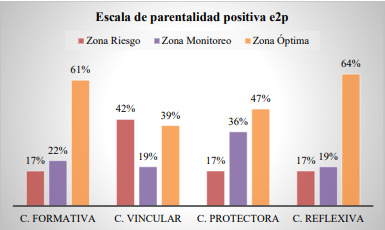 Escala de parentalidad positiva e2p
Zona Riesgo Zona Monitoreo Zona Óptima
61% 64%
42% 39% 47%
36%
17% 22% 19% 17% 17% 19%
C. FORMATIVA C. VINCULAR C. PROTECTORA C. REFLEXIVA